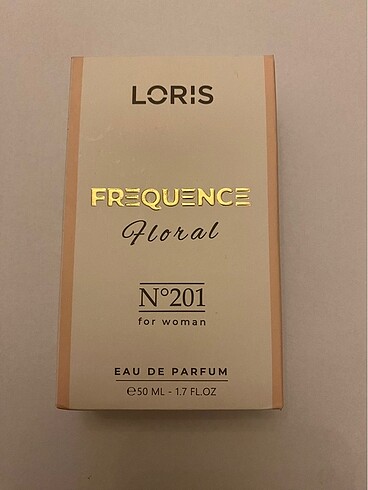 LORIS
FREQUENCE
Floral
N°201
for woman
EAU DE PARFUM
℮50 ML - 1.7 FL.OZ